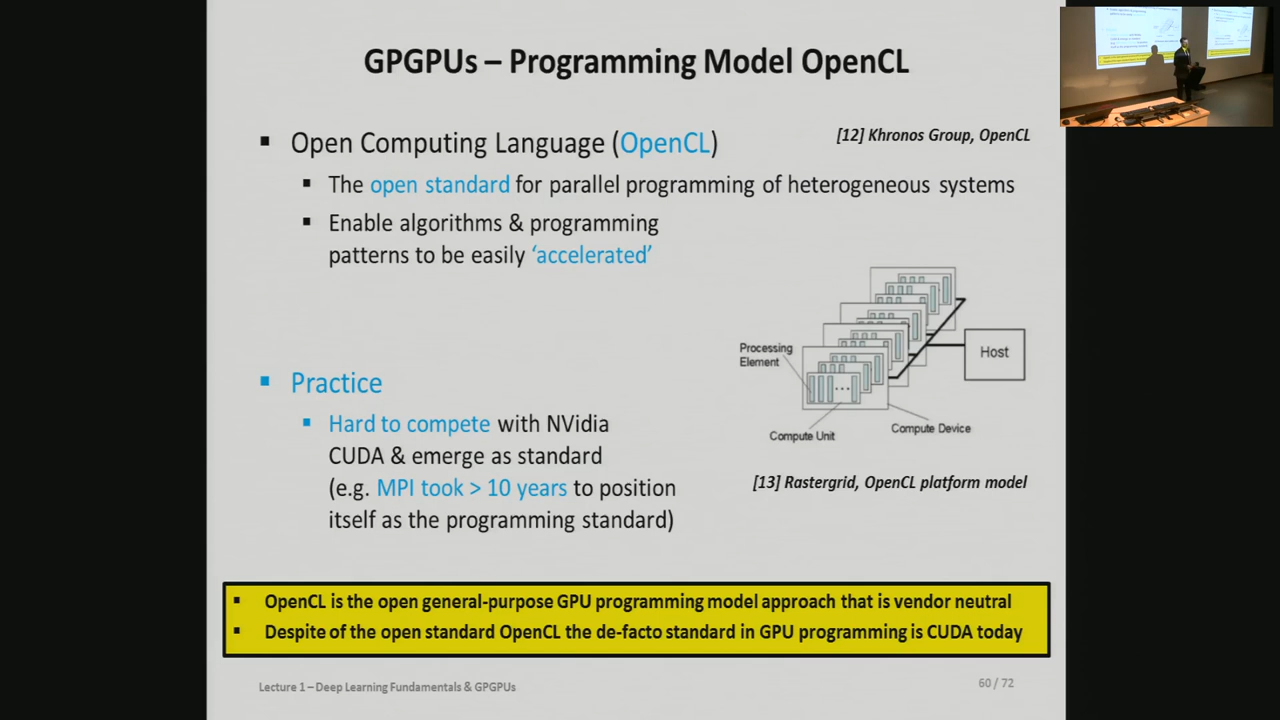 GPGPUs – Programming Model OpenCL
▪ Open Computing Language (OpenCL)
[12] Khronos Group, OpenCL
▪ The open standard for parallel programming of heterogeneous systems
▪ Enable algorithms & programming
patterns to be easily ‘accelerated’
Processing
Element
Host
Compute Unit
Compute Device
[13] Rastergrid, OpenCL platform model
▪ Practice
▪ Hard to compete with NVidia
CUDA & emerge as standard
(e.g. MPI took > 10 years to position
itself as the programming standard)
▪ OpenCL is the open general-purpose GPU programming model approach that is vendor neutral
▪ Despite of the open standard OpenCL the de-facto standard in GPU programming is CUDA today
Lecture 1 – Deep Learning Fundamentals & GPGPUs
60 / 72